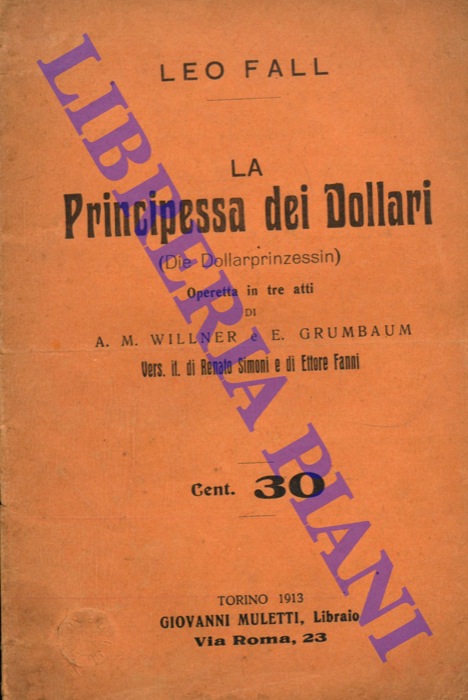 LEO FALL
LA
Principessa dei Dollari
(Die Dollarprinzessin)
Operetta in tre atti
DI
A. M. WILLNER e E. GRUMBAUM
Vers. it. di Renato Simoni e di Ettore Fanni
Cent. 30
TORINO 1913
GIOVANNI MULETTI, Libraio
Via Roma, 23
LIBRERIA PIANI